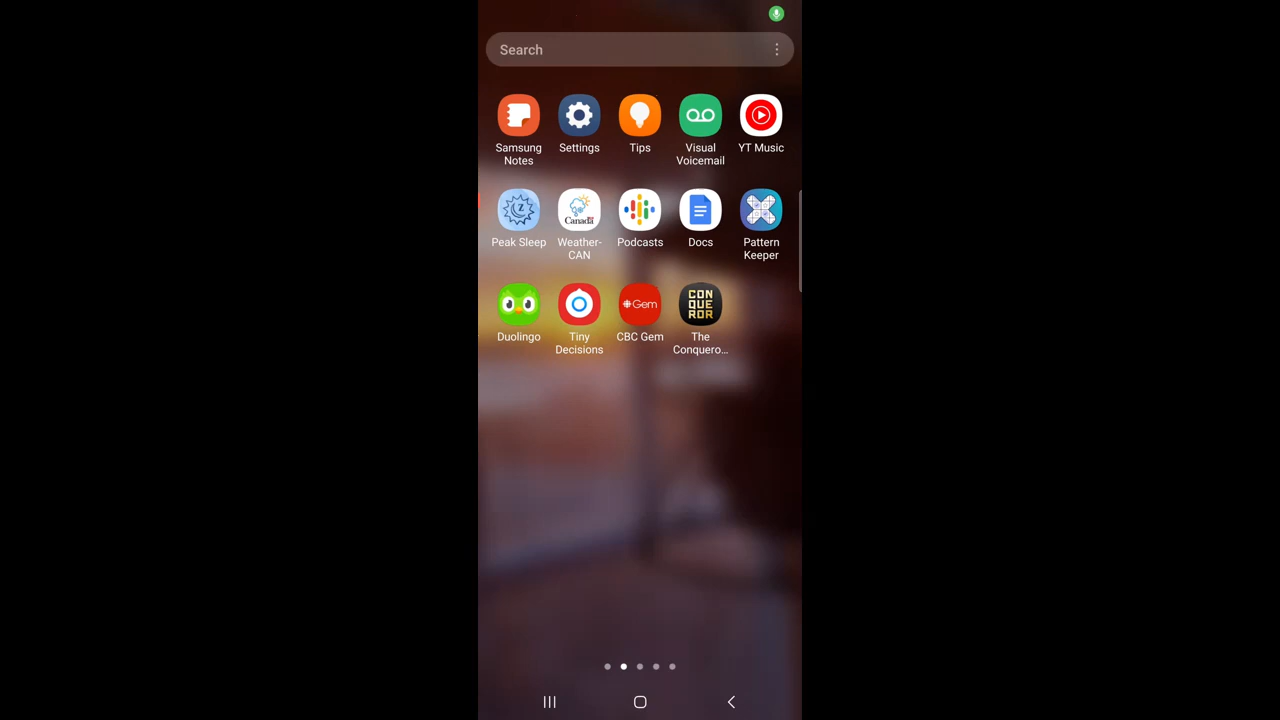 Search
Samsung
Notes
Settings
Tips
Visual
Voicemail
YT Music
Peak Sleep
Z
Canada
Weather-
CAN
Podcasts
Docs
Pattern
Keeper
Duolingo
Tiny
Decisions
Gem
CBC Gem
CON
QUE
ROR
The
Conquero...